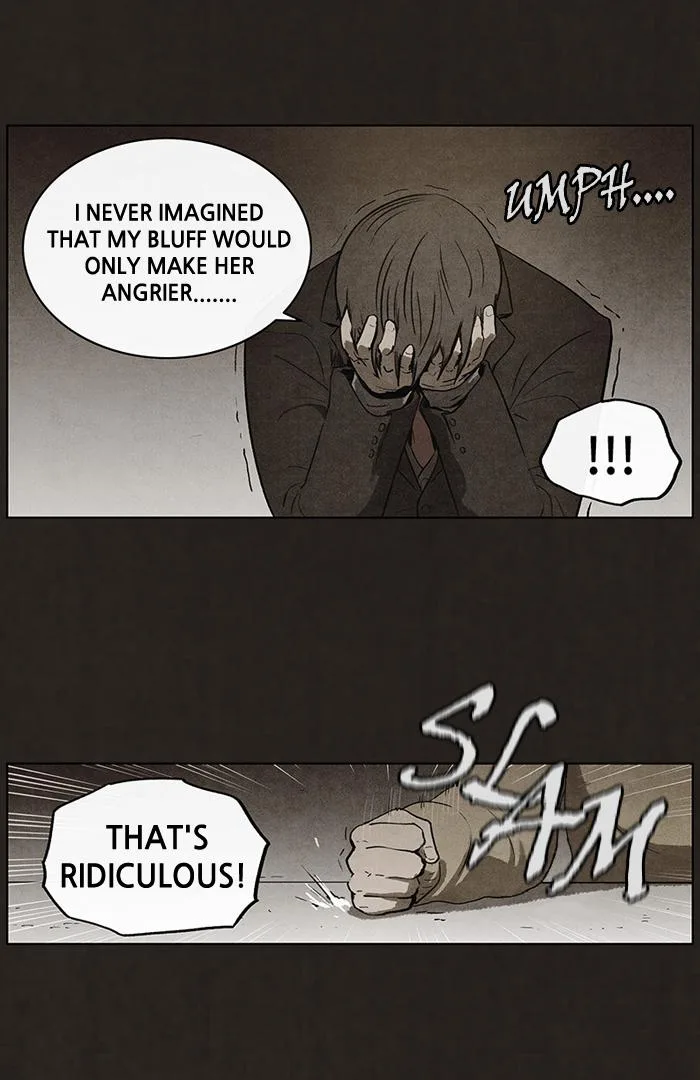 I NEVER IMAGINED
THAT MY BLUFF WOULD
ONLY MAKE HER
ANGRIER.......
UMPH....
!!!
SLAM
THAT'S
RIDICULOUS!